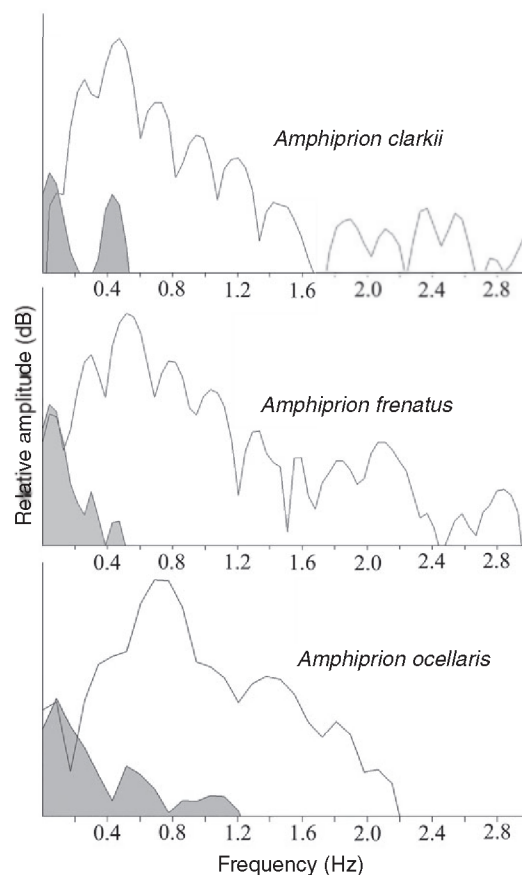 Amphiprion clarkii
0.4 0.8 1.2 1.6 2.0 2.4 2.8
Relative amplitude (dB)
Amphiprion frenatus
0.4 0.8 1.2 1.6 2.0 2.4 2.8
Amphiprion ocellaris
0.4 0.8 1.2 1.6 2.0 2.4 2.8
Frequency (Hz)